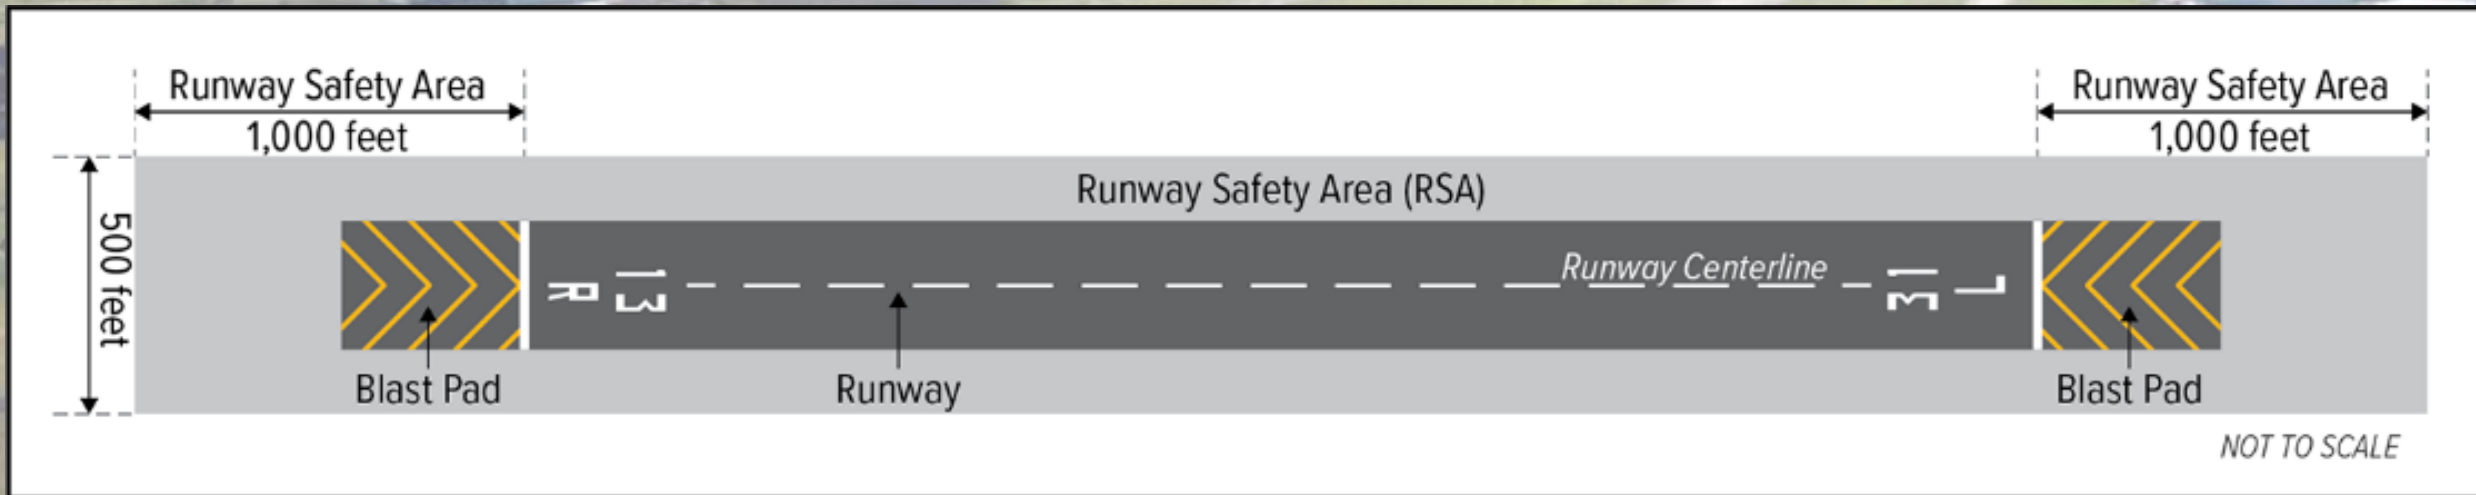 Runway Safety Area
1,000 feet
Runway Safety Area
1,000 feet
500 feet
Runway Safety Area (RSA)
R
13
Runway Centerline
13
L
Blast Pad
Runway
Blast Pad
NOT TO SCALE